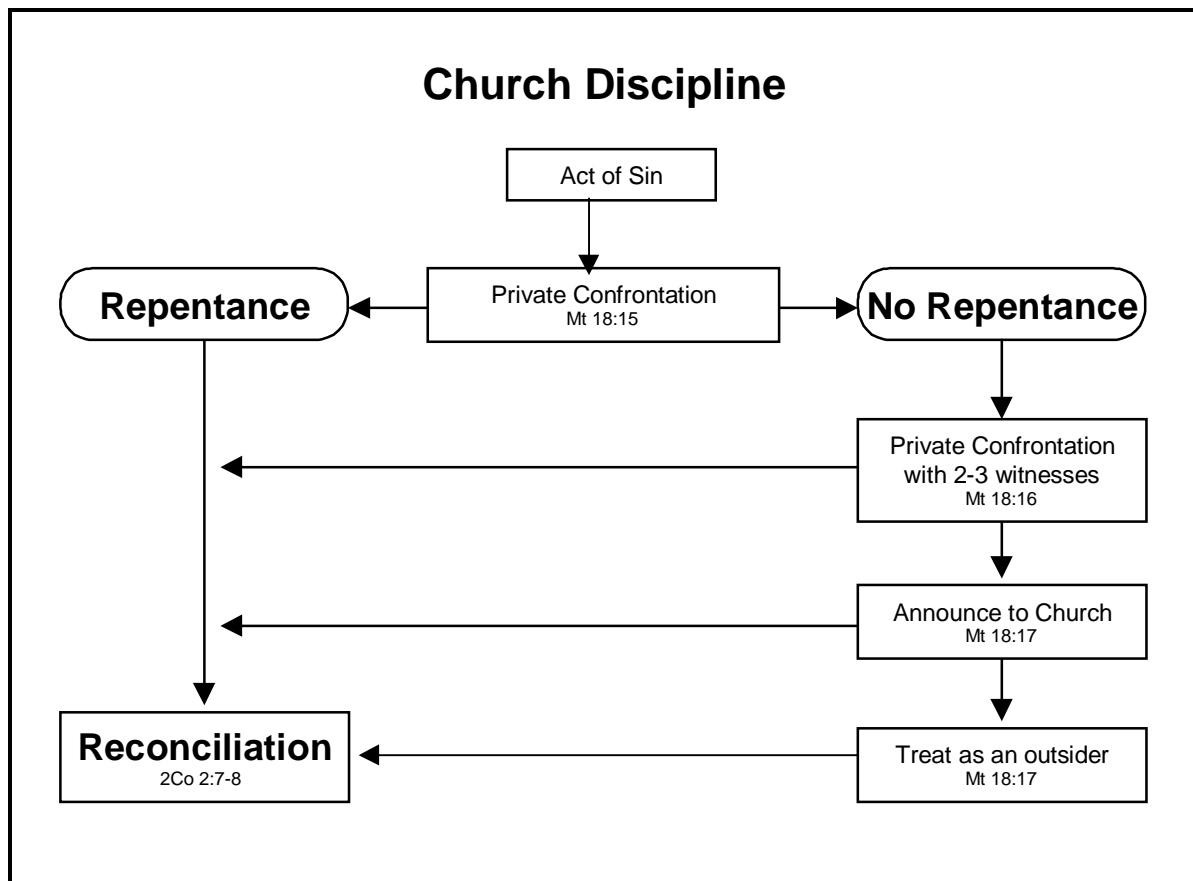 Church Discipline
Act of Sin
Repentance
Private Confrontation
Mt 18:15
No Repentance
Private Confrontation
with 2-3 witnesses
Mt 18:16
Announce to Church
Mt 18:17
Reconciliation
2Co 2:7-8
Treat as an outsider
Mt 18:17